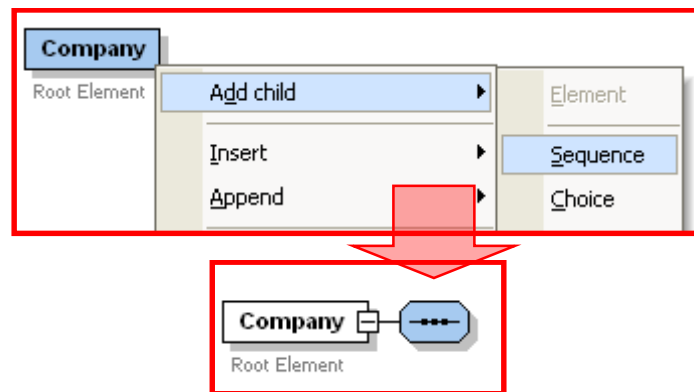 Company
Root Element
Add child
Element
Insert
Sequence
Append
Choice
Company
Root Element